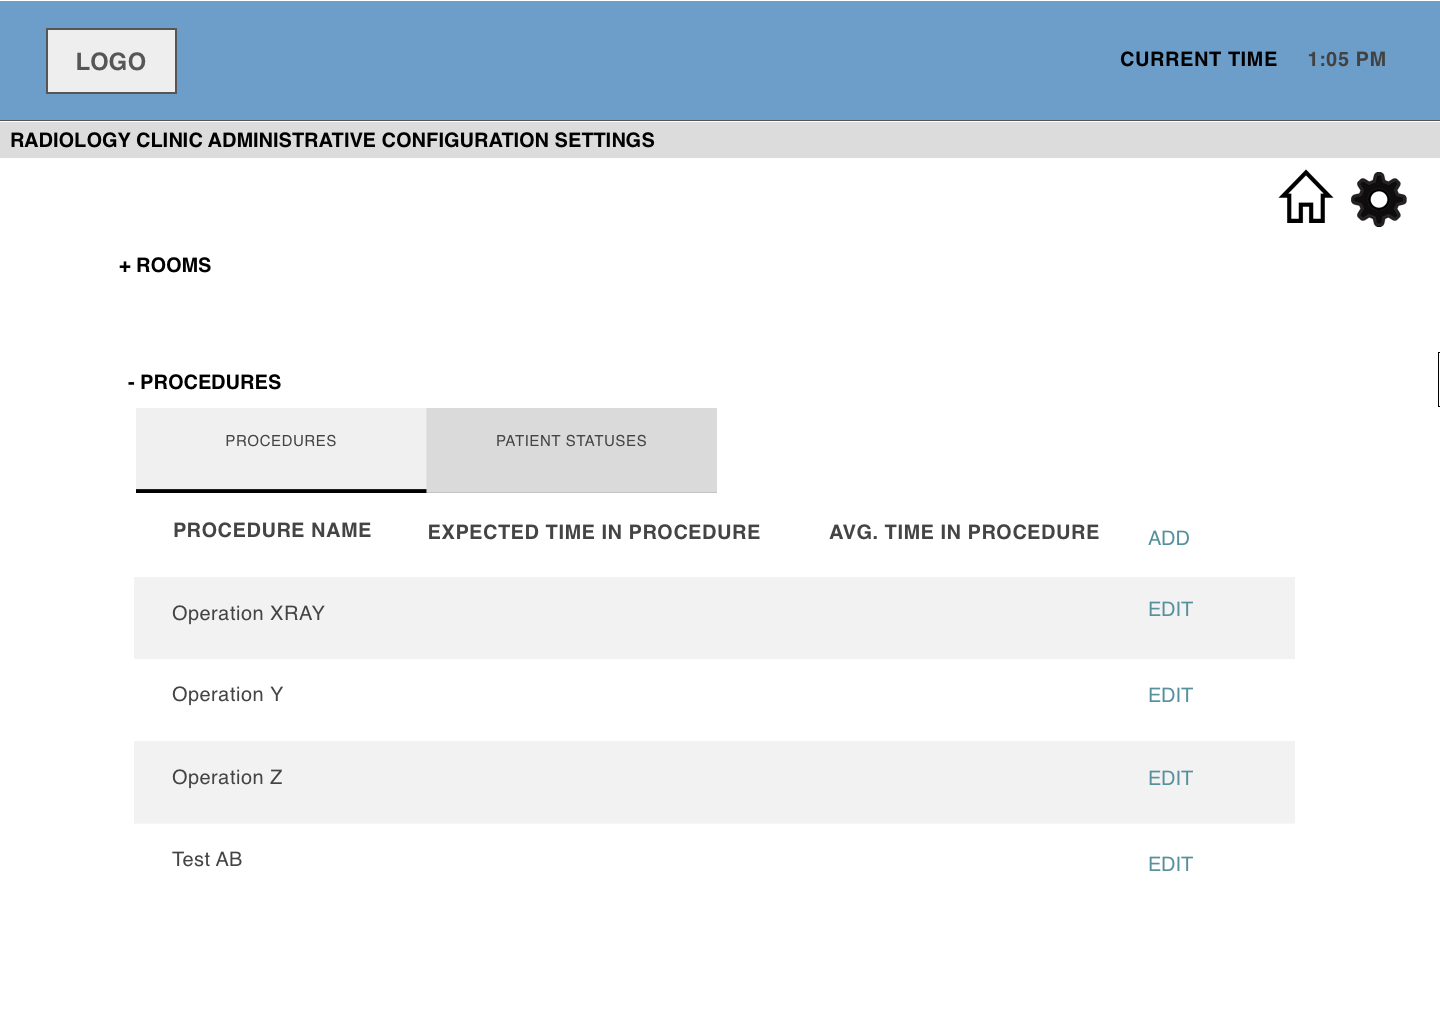 LOGO
CURRENT TIME 1:05 PM
RADIOLOGY CLINIC ADMINISTRATIVE CONFIGURATION SETTINGS
+ ROOMS
- PROCEDURES
PROCEDURES PATIENT STATUSES
PROCEDURE NAME EXPECTED TIME IN PROCEDURE AVG. TIME IN PROCEDURE ADD
Operation XRAY EDIT
Operation Y EDIT
Operation Z EDIT
Test AB EDIT